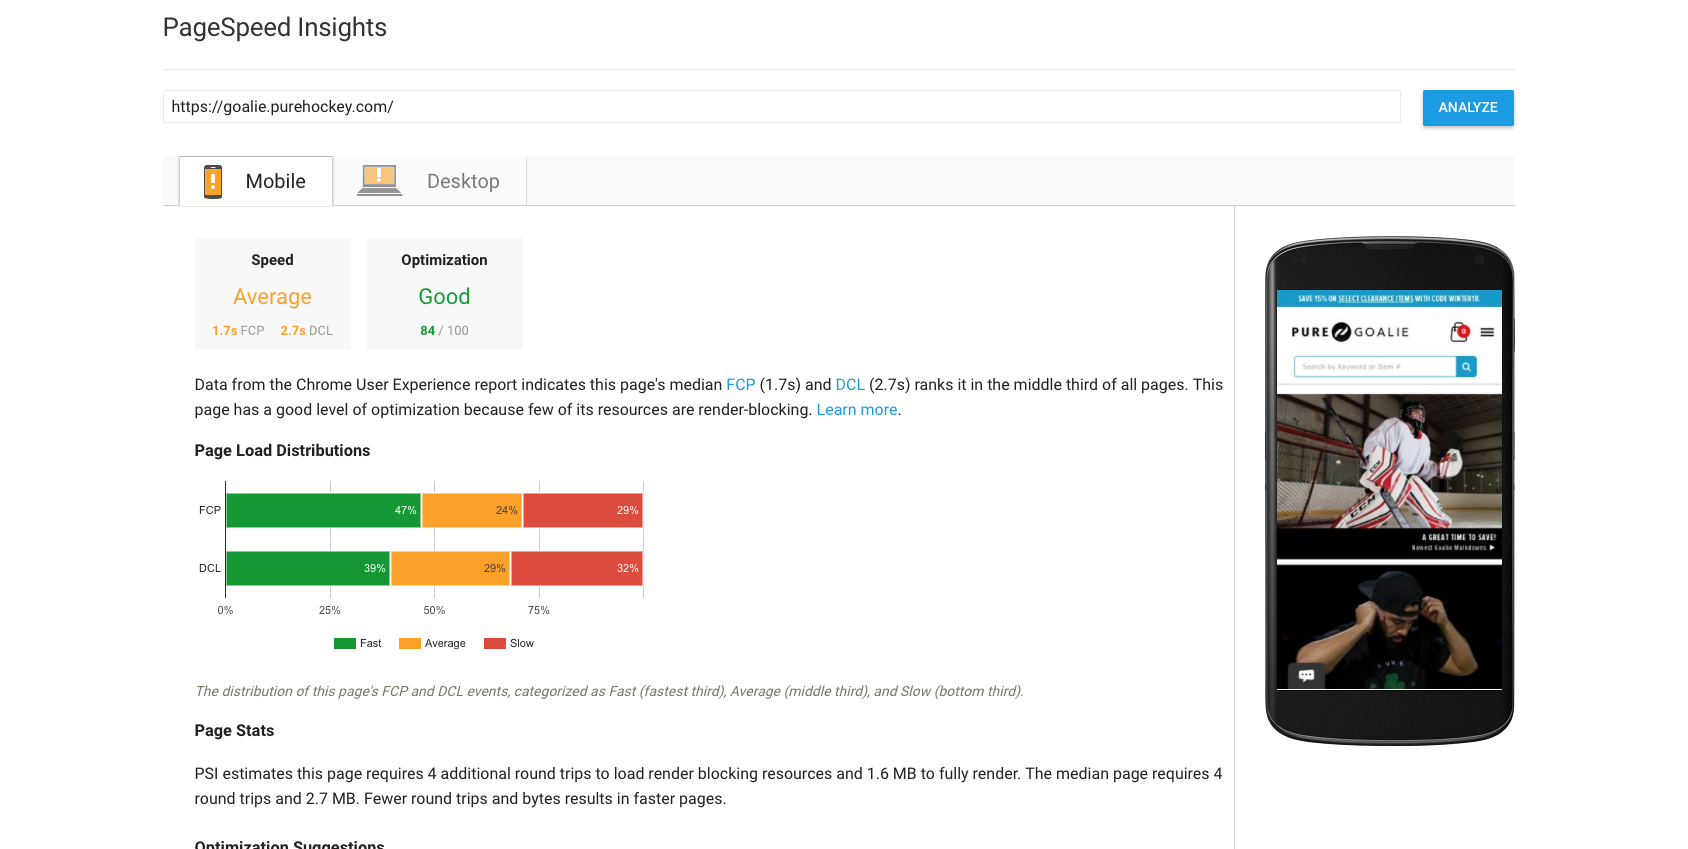 PageSpeed Insights
https://goalie.purehockey.com/
ANALYZE
Mobile
Desktop
Speed
Average
1.7s FCP 2.7s DCL
Optimization
Good
84 / 100
Data from the Chrome User Experience report indicates this page's median FCP (1.7s) and DCL (2.7s) ranks it in the middle third of all pages. This
page has a good level of optimization because few of its resources are render-blocking. Learn more.
Page Load Distributions
FCP 47% 24% 29%
DCL 39% 29% 32%
0% 25% 50% 75%
Fast Average Slow
The distribution of this page's FCP and DCL events, categorized as Fast (fastest third), Average (middle third), and Slow (bottom third).
Page Stats
PSI estimates this page requires 4 additional round trips to load render blocking resources and 1.6 MB to fully render. The median page requires 4
round trips and 2.7 MB. Fewer round trips and bytes results in faster pages.
Optimization Suggestions
SAVE 15% ON SELECT CLEARANCE ITEMS WITH CODE WINTER18.
PURE GOALIE
0
Search by Keyword or Item #
A GREAT TIME TO SAVE!
Newest Goalie Markdowns